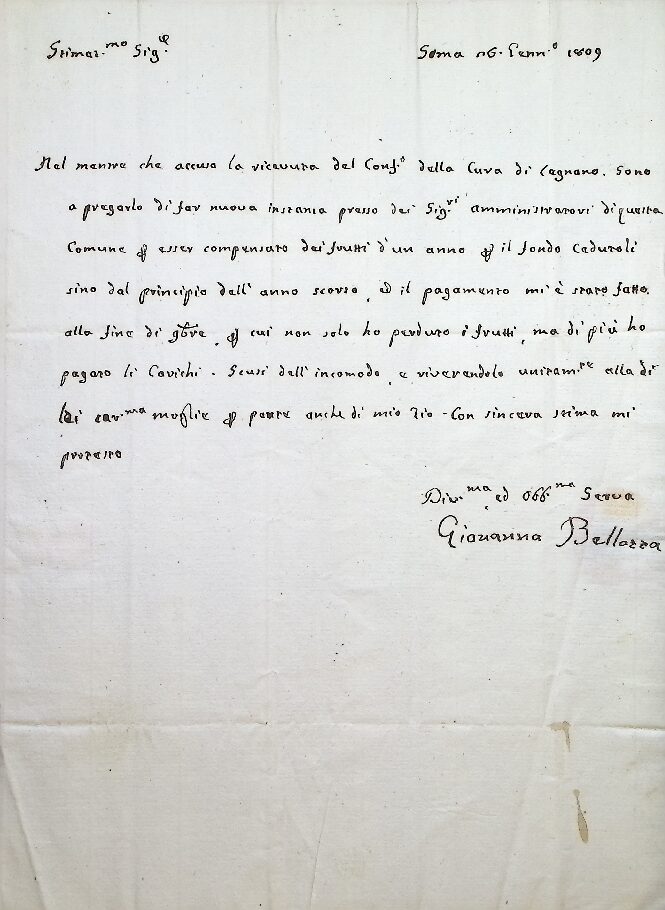 Stimat.mo Sig.e Soma 16. Genn.o 1809
Nel mentre che accuso la ricevuta del Conf.o della Cura di Cagnano. Sono
a pregarlo di far nuova instanza presso dei Sig.ri amministratori di questa
Comune p esser compensato dei frutti d'un anno p il fondo Cadutoli
sino dal principio dell'anno scorso, ed il pagamento mi è stato fatto
alla fine di 9bre, p cui non solo ho perduto i frutti, ma di più ho
pagato li Carichi. Scusi dell'incomodo, e riverendolo unitam.te alla di
lei car.ma moglie p parte anche di mio Zio. Con sincera stima mi
protesto
Div.ma ed Obb.ma Serva
Giovanna Bellozza